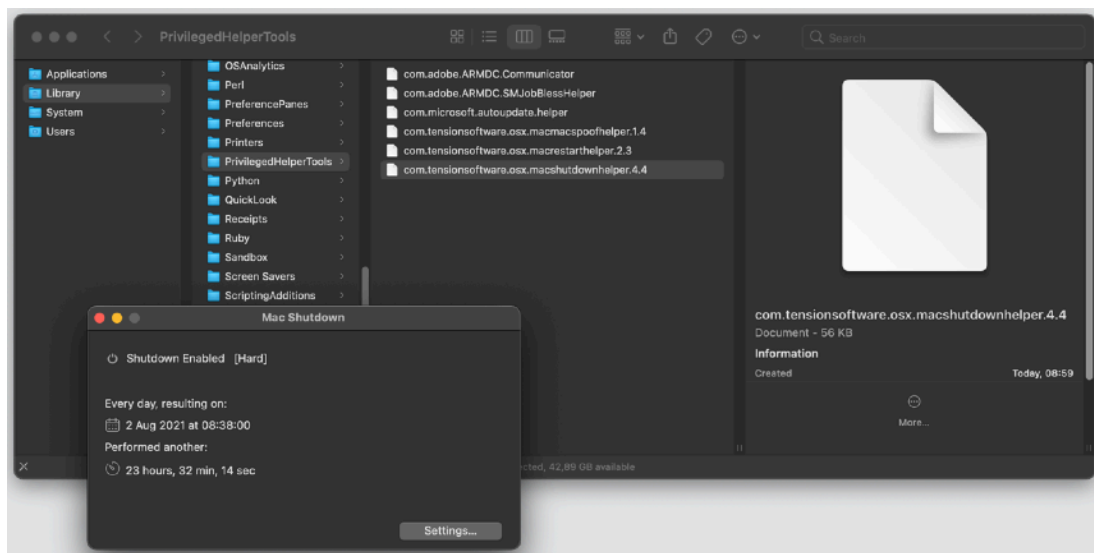 PrivilegedHelperTools
Search
Applications
Library
System
Users
OSAnalytics
Perl
PreferencePanes
Preferences
Printers
PrivilegedHelperTools
Python
QuickLook
Receipts
Ruby
Sandbox
Screen Savers
ScriptingAdditions
com.adobe.ARMDC.Communicator
com.adobe.ARMDC.SMJobBlessHelper
com.microsoft.autoupdate.helper
com.tensionsoftware.osx.macmacspoofhelper.1.4
com.tensionsoftware.osx.macrestarthelper.2.3
com.tensionsoftware.osx.macshutdownhelper.4.4
com.tensionsoftware.osx.macshutdownhelper.4.4
Document - 56 KB
Information
Created Today, 08:59
More...
Mac Shutdown
Shutdown Enabled [Hard]
Every day, resulting on:
2 Aug 2021 at 08:38:00
Performed another:
23 hours, 32 min, 14 sec
Settings...
42,89 GB available